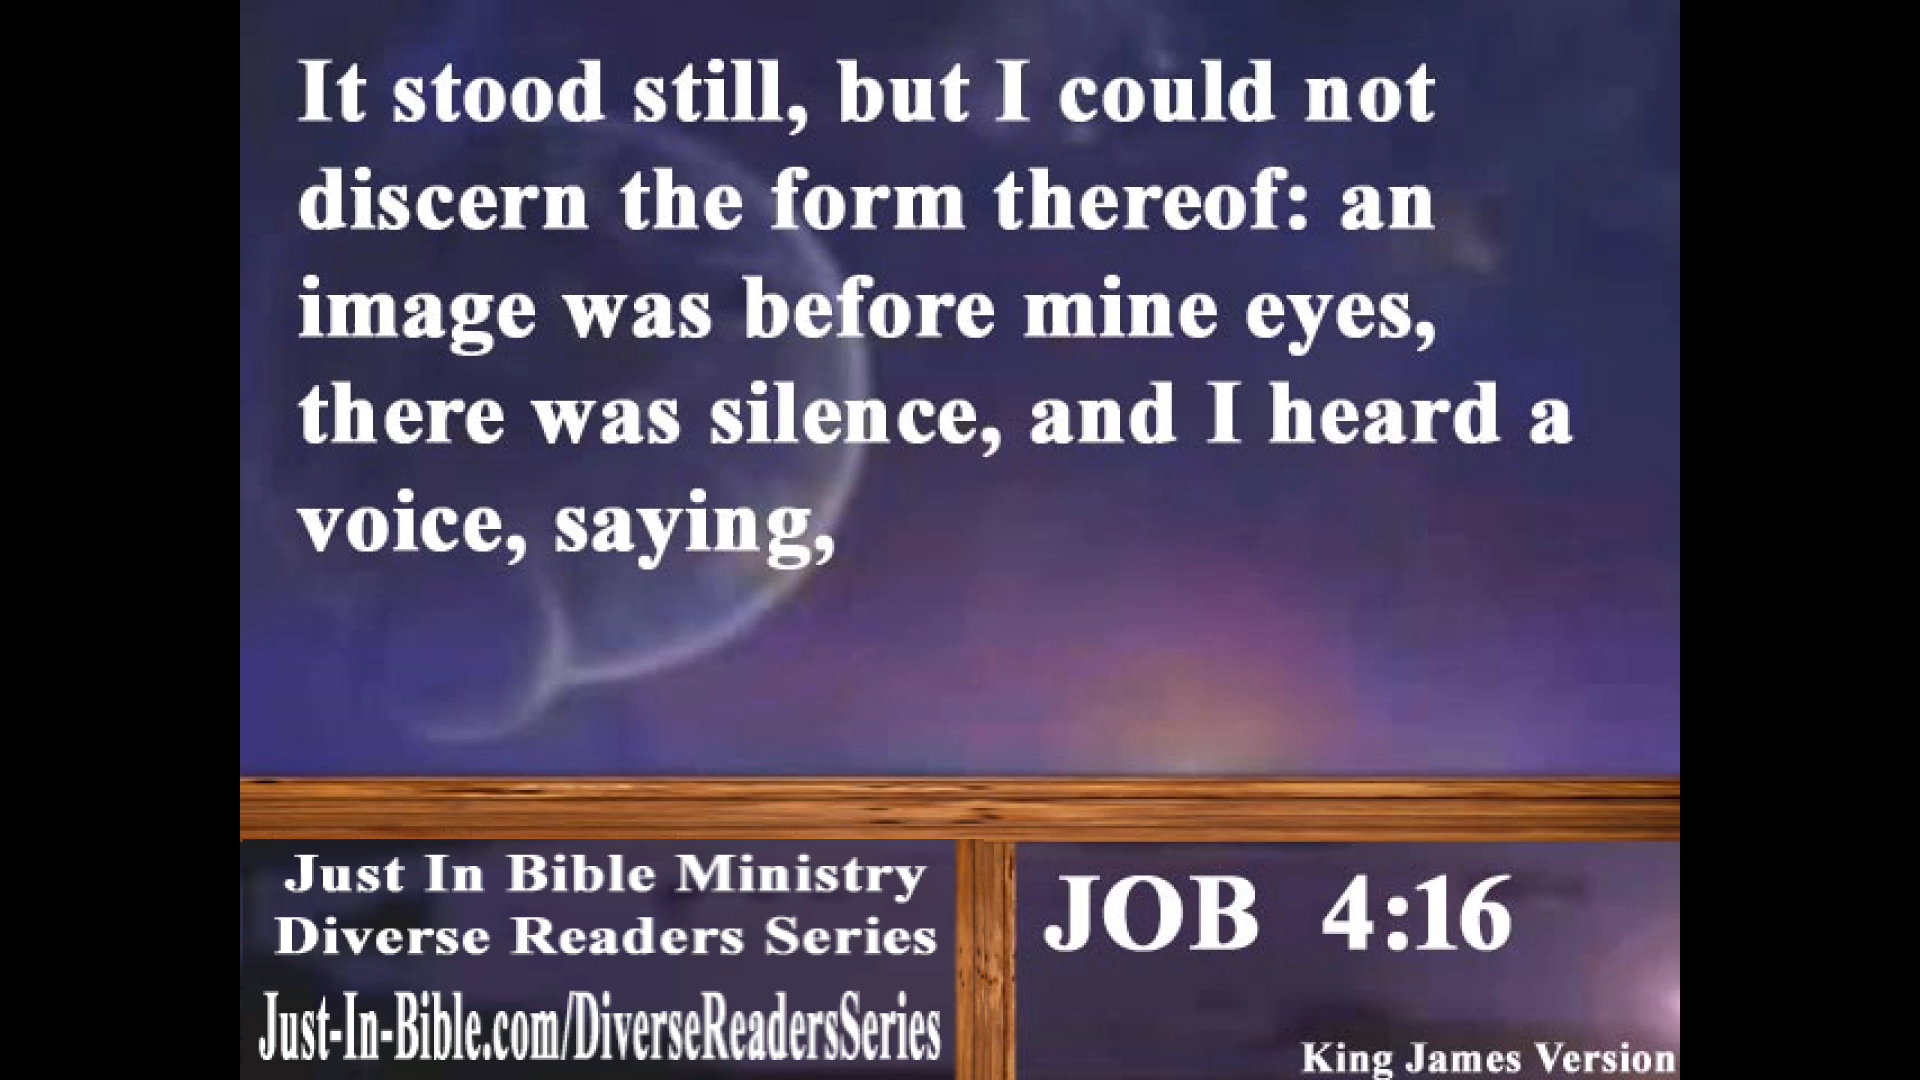 It stood still, but I could not
discern the form thereof: an
image was before mine eyes,
there was silence, and I heard a
voice, saying,
Just In Bible Ministry
Diverse Readers Series
Just-In-Bible.com/DiverseReadersSeries
JOB 4:16
King James Version